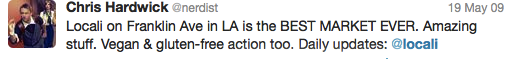 Chris Hardwick @nerdist 19 May 09
Locali on Franklin Ave in LA is the BEST MARKET EVER. Amazing
stuff. Vegan & gluten-free action too. Daily updates: @locali